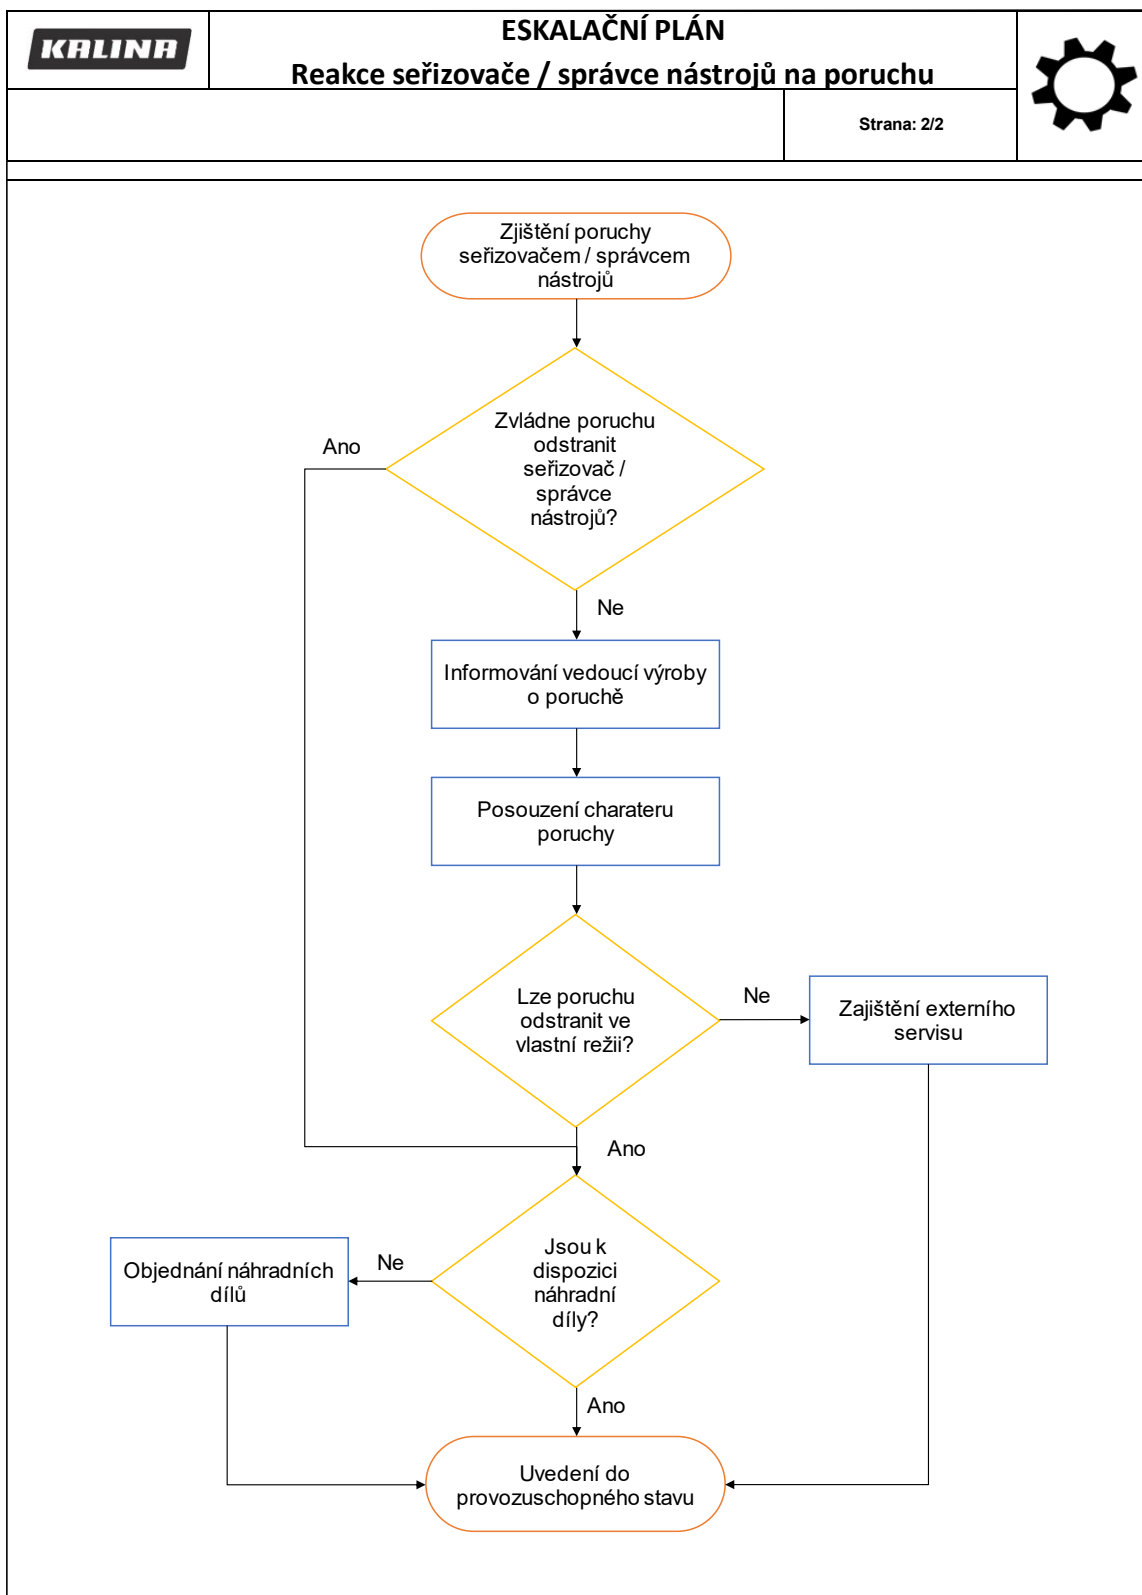 KALINA
ESKALAČNÍ PLÁN
Reakce seřizovače / správce nástrojů na poruchu
Strana: 2/2
Zjištění poruchy
seřizovačem / správcem
nástrojů
Zvládne poruchu
odstranit
seřizovač /
správce
nástrojů?
Ano
Ne
Informování vedoucí výroby
o poruchě
Posouzení charateru
poruchy
Lze poruchu
odstranit ve
vlastní režii?
Ne
Zajištění externího
servisu
Ano
Jsou k
dispozici
náhradní
díly?
Ne
Objednání náhradních
dílů
Ano
Uvedení do
provozuschopného stavu